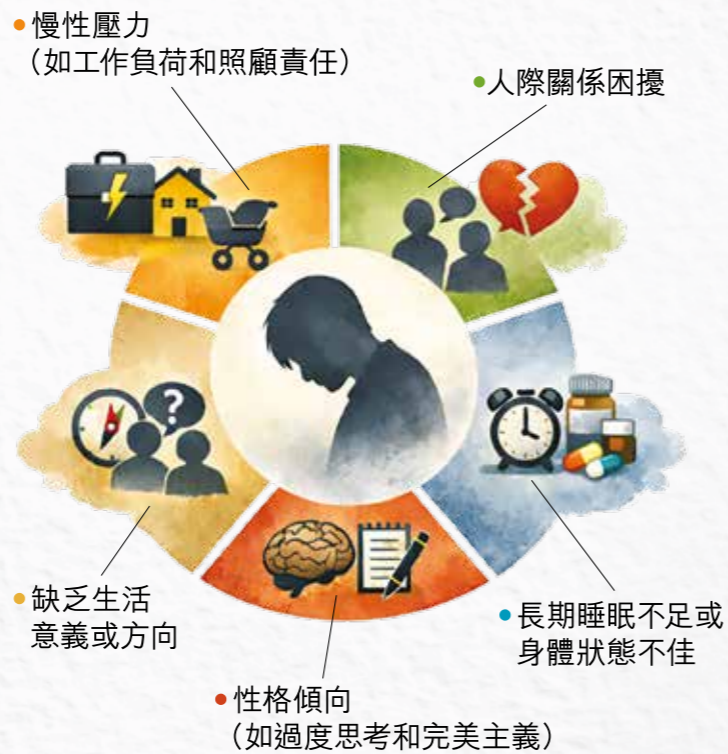 慢性壓力
（如工作負荷和照顧責任）
人際關係困擾
?
缺乏生活
意義或方向
長期睡眠不足或
身體狀態不佳
性格傾向
（如過度思考和完美主義）